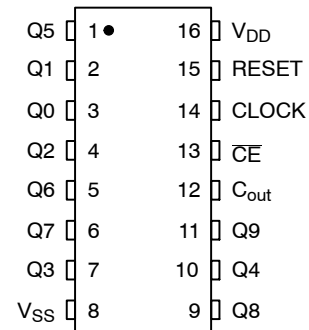 Q5 1 16 VDD
Q1 2 15 RESET
Q0 3 14 CLOCK
Q2 4 13 C̅E̅
Q6 5 12 Cout
Q7 6 11 Q9
Q3 7 10 Q4
VSS 8 9 Q8